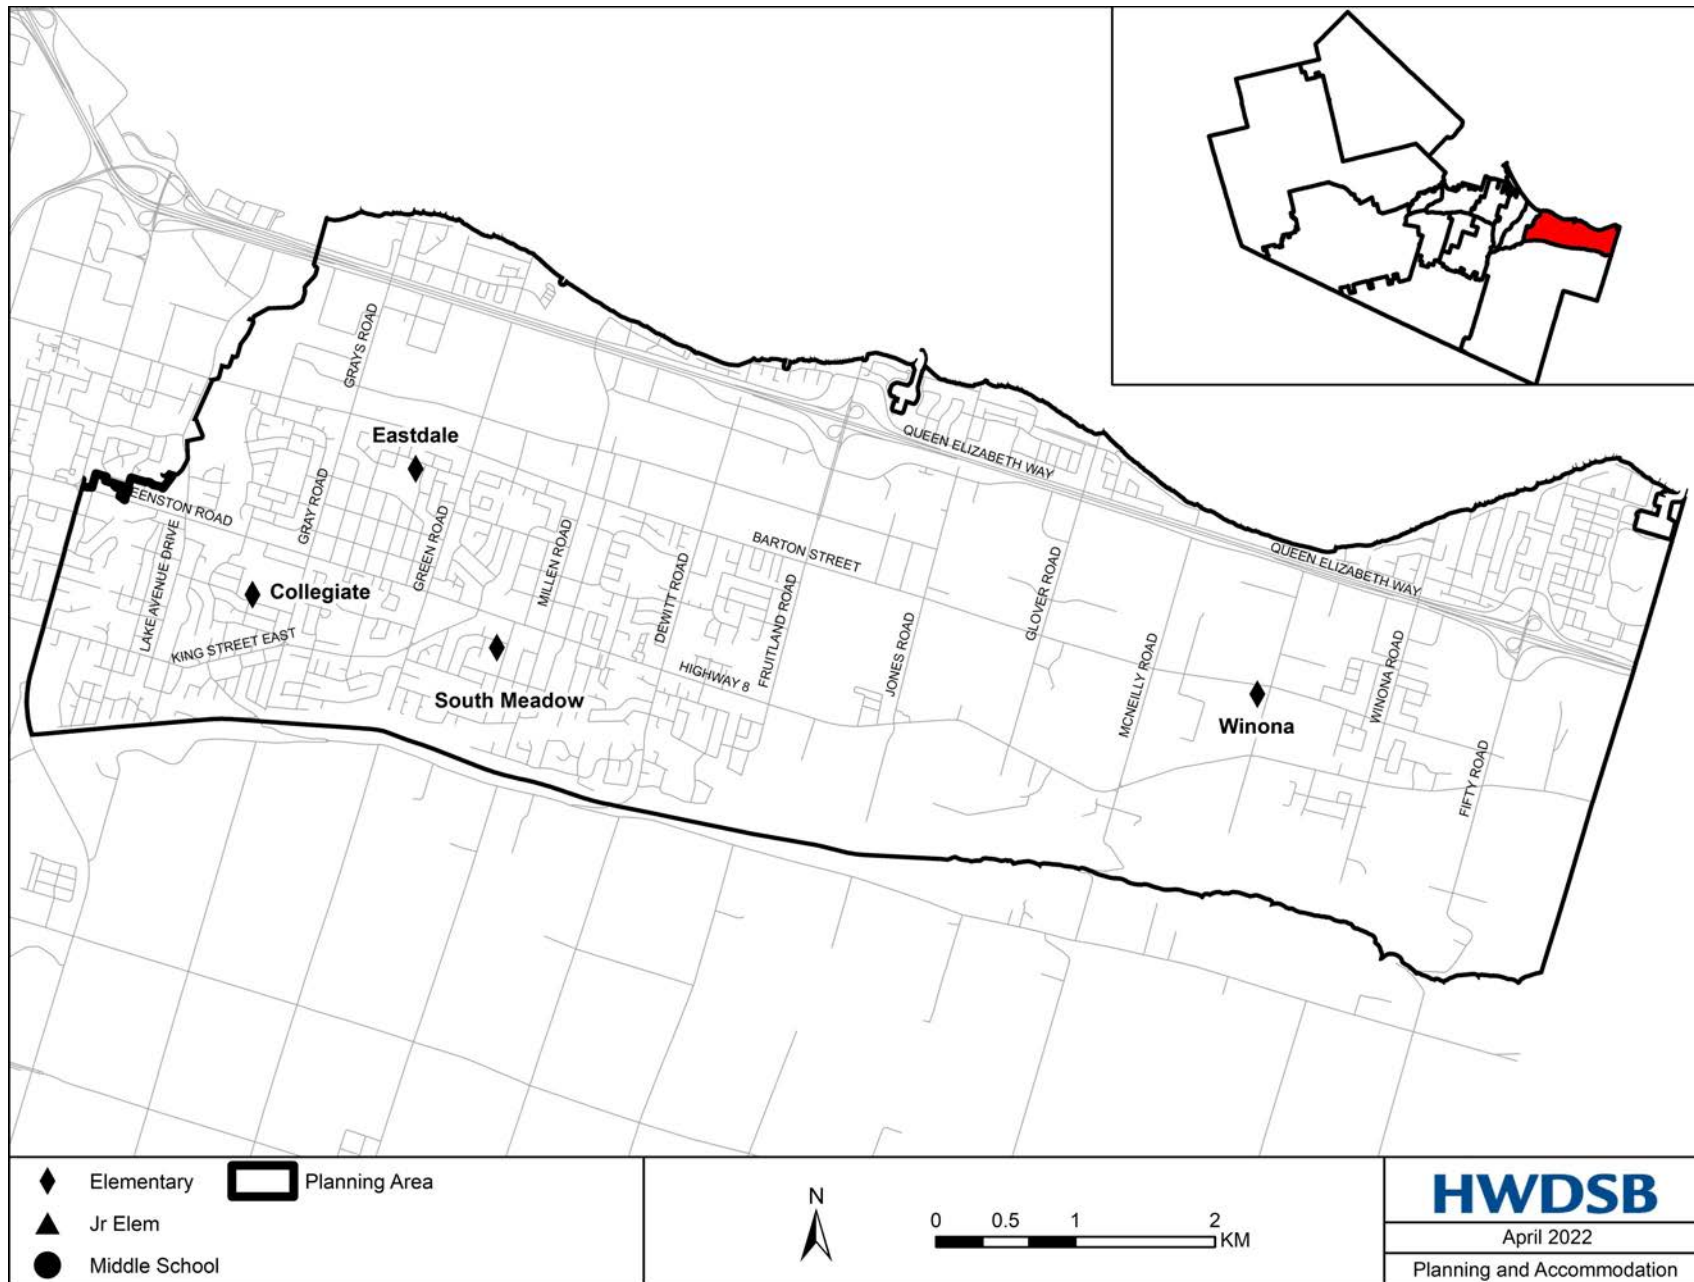 GRAYS ROAD
Eastdale
QUEEN ELIZABETH WAY
EENSTON ROAD
GRAY ROAD
GREEN ROAD
MILLEN ROAD
BARTON STREET
LAKE AVENUE DRIVE
Collegiate
DEWITT ROAD
FRUITLAND ROAD
GLOVER ROAD
QUEEN ELIZABETH WAY
KING STREET EAST
HIGHWAY 8
JONES ROAD
MCNEILLY ROAD
WINONA ROAD
South Meadow
Winona
FIFTY ROAD
Elementary
Planning Area
Jr Elem
Middle School
N
0 0.5 1 2
KM
HWDSB
April 2022
Planning and Accommodation